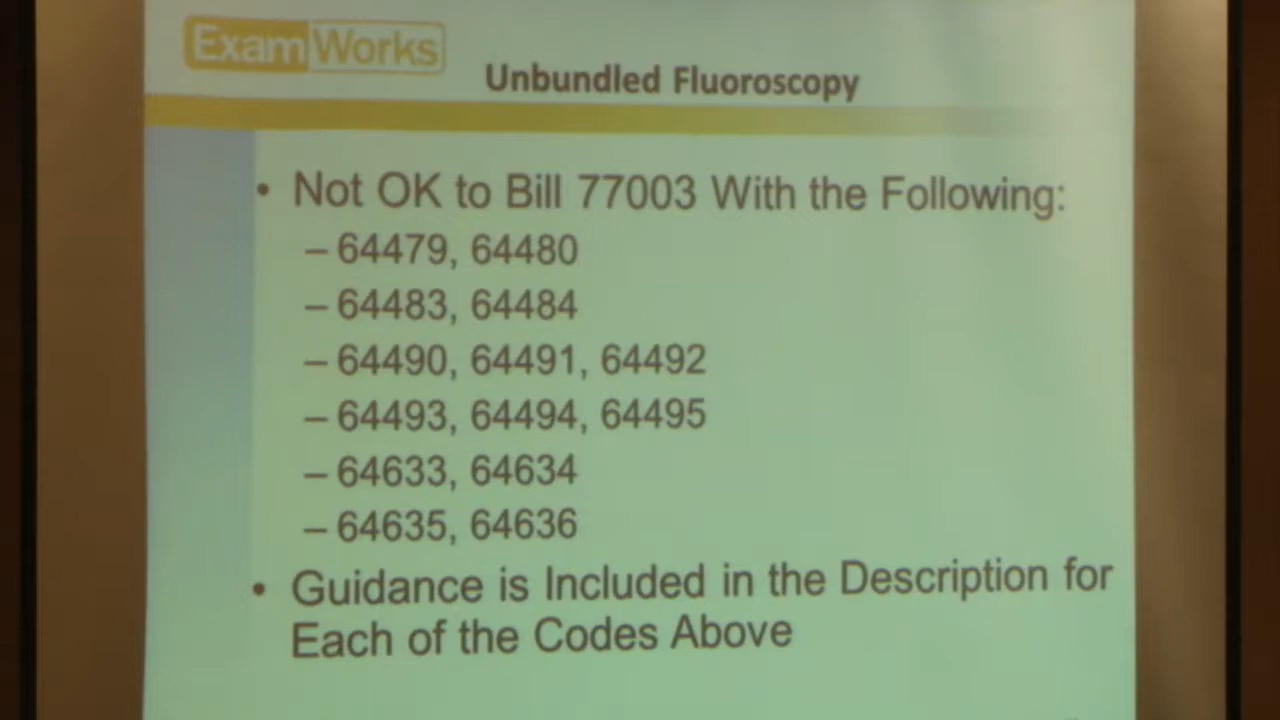 ExamWorks
Unbundled Fluoroscopy
• Not OK to Bill 77003 With the Following:
– 64479, 64480
– 64483, 64484
– 64490, 64491, 64492
– 64493, 64494, 64495
– 64633, 64634
– 64635, 64636
• Guidance is Included in the Description for
Each of the Codes Above